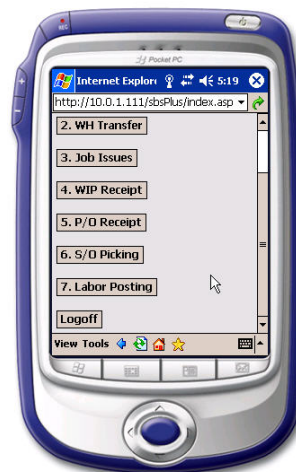 REC
Pocket PC
Internet Explore 5:19
http://10.0.1.111/sbsPlus/index.asp
2. WH Transfer
3. Job Issues
4. WIP Receipt
5. P/O Receipt
6. S/O Picking
7. Labor Posting
Logoff
View Tools